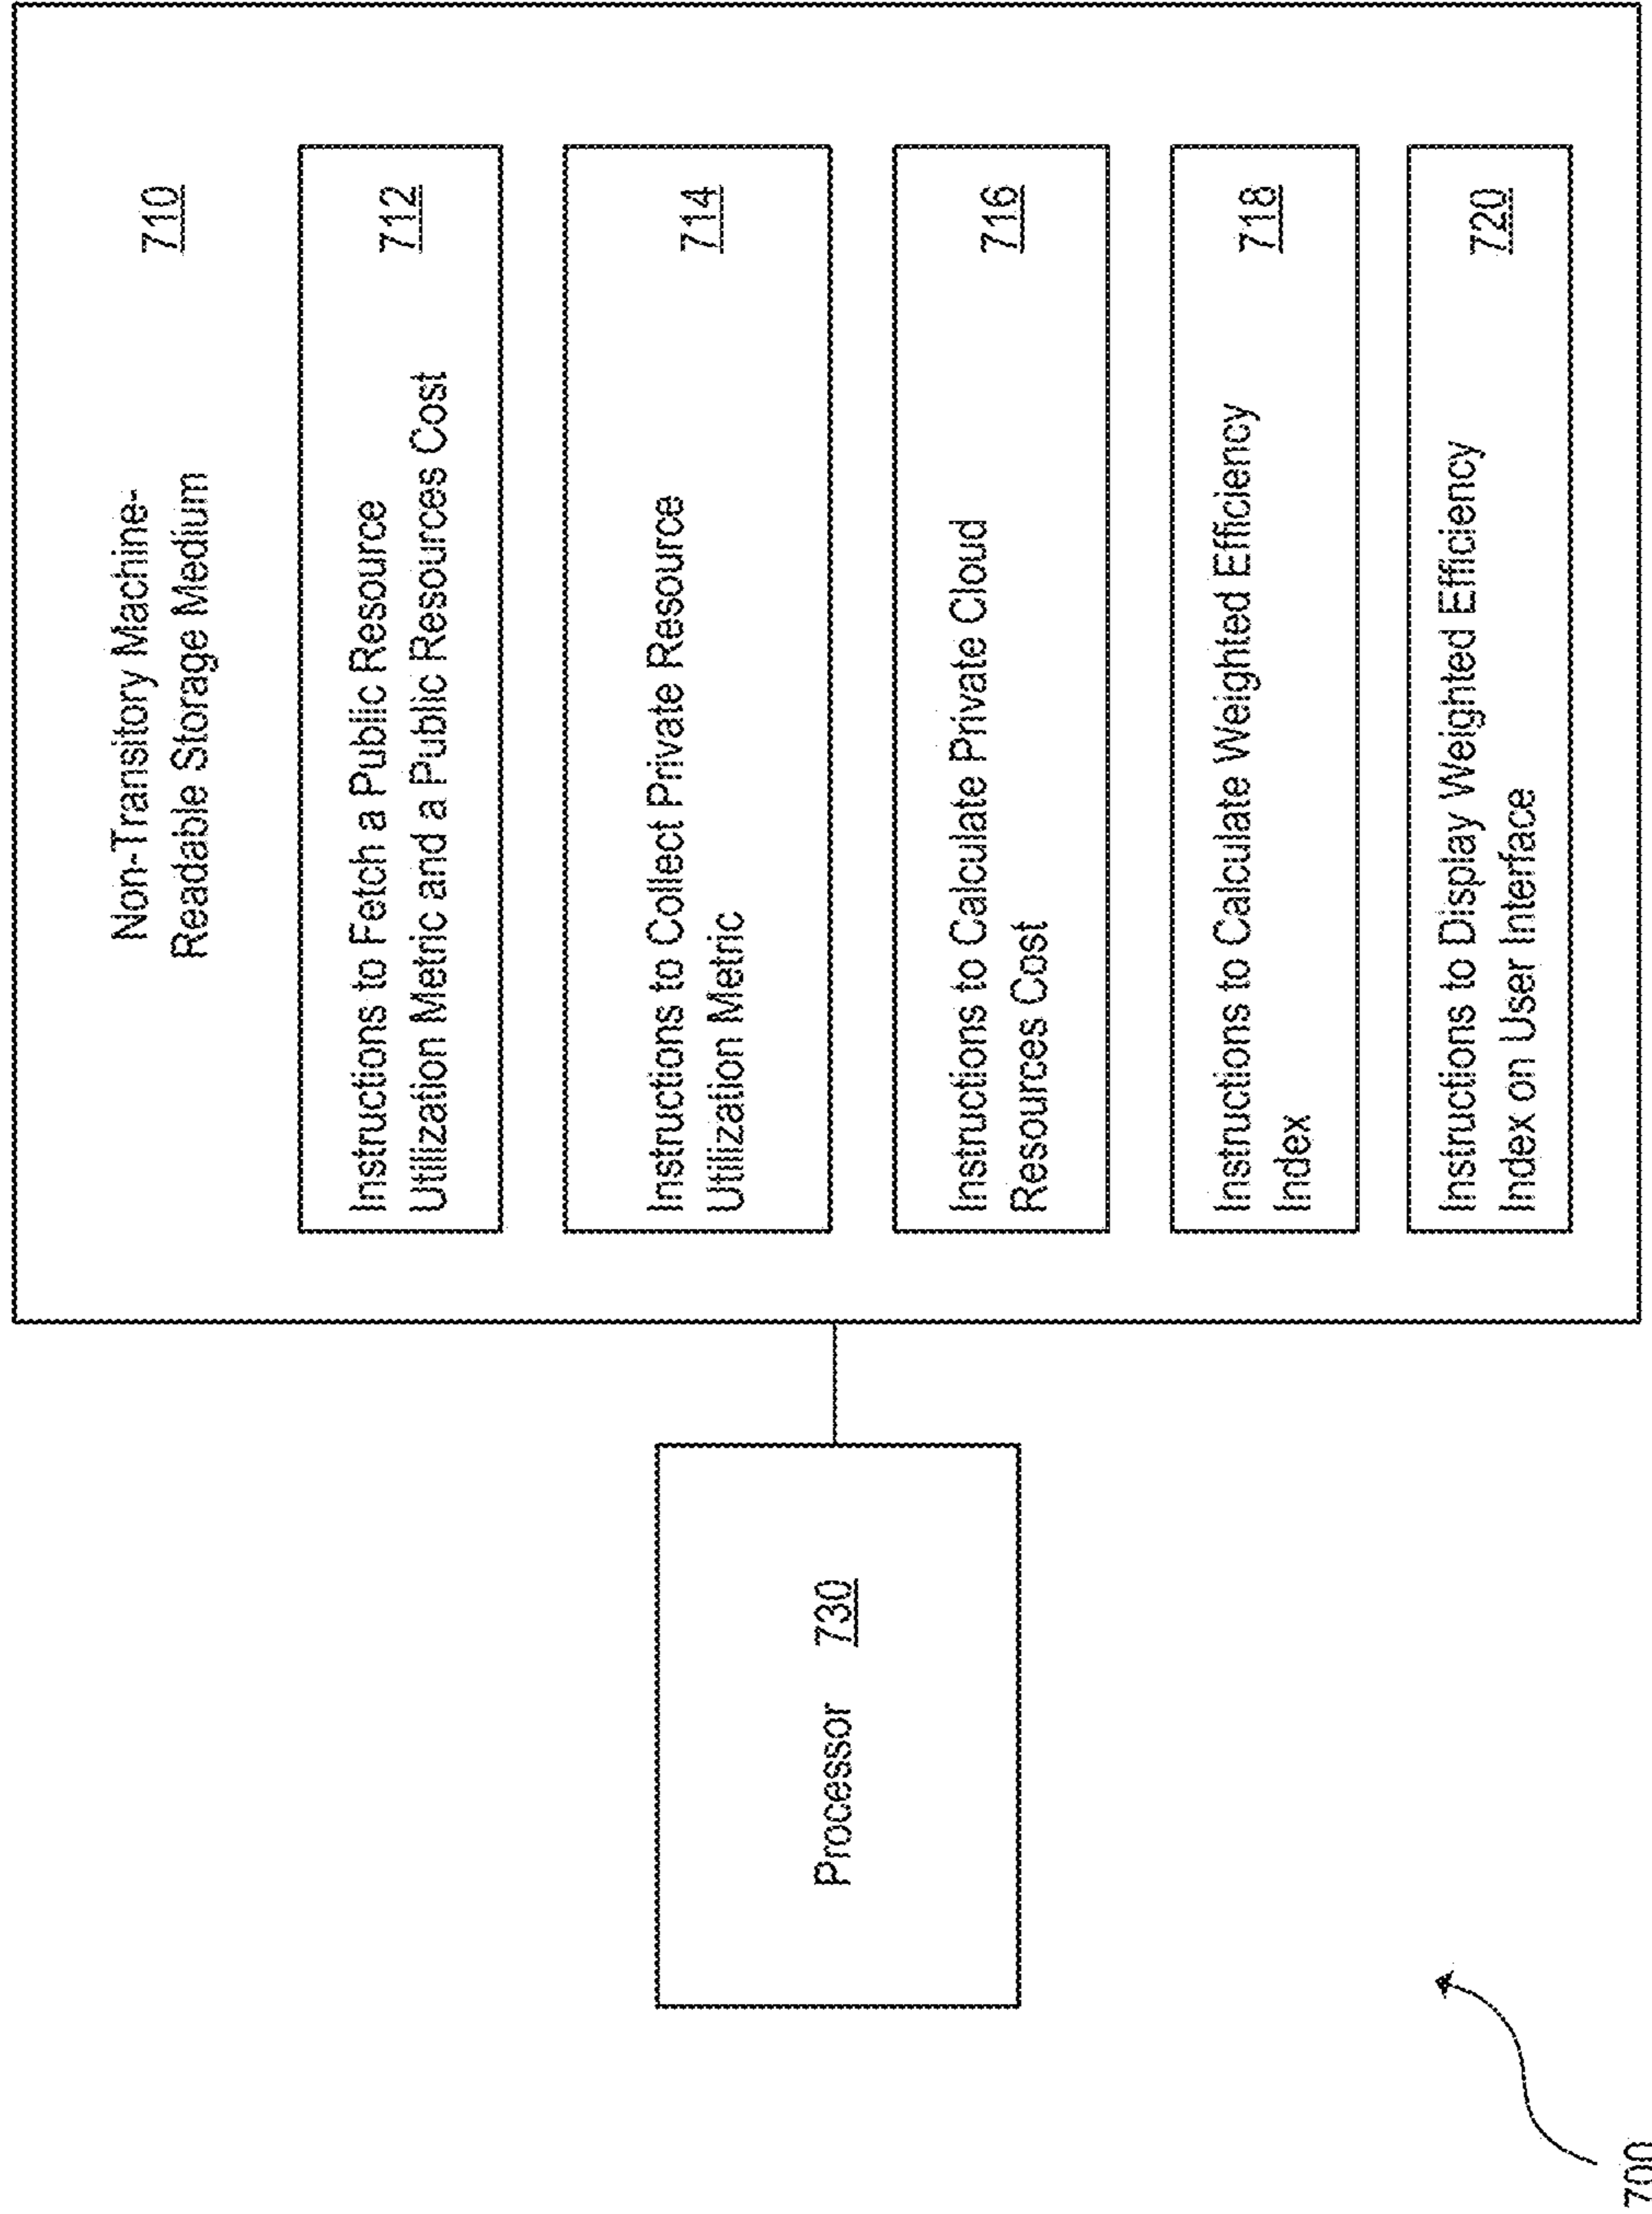 Non-Transitory Machine-
Readable Storage Medium
710
Instructions to Fetch a Public Resource
Utilization Metric and a Public Resources Cost
712
Instructions to Collect Private Resource
Utilization Metric
714
Instructions to Calculate Private Cloud
Resources Cost
716
Instructions to Calculate Weighted Efficiency
Index
718
Instructions to Display Weighted Efficiency
Index on User Interface
720
Processor 730
700